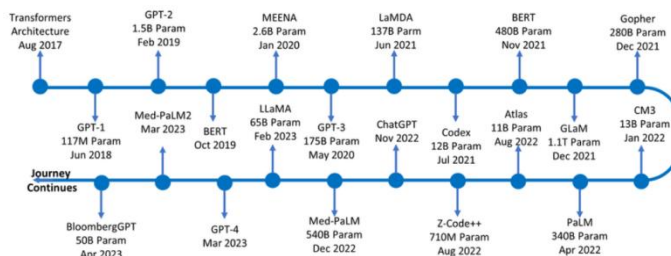 Transformers
Architecture
Aug 2017
GPT-2
1.5B Param
Feb 2019
MEENA
2.6B Param
Jan 2020
LaMDA
137B Parm
Jun 2021
BERT
480B Param
Nov 2021
Gopher
280B Param
Dec 2021
GPT-1
117M Param
Jun 2018
BERT
Oct 2019
GPT-3
175B Param
May 2020
Codex
12B Param
Jul 2021
GLaM
1.1T Param
Dec 2021
CM3
13B Param
Jan 2022
Med-PaLM2
Mar 2023
LLaMA
65B Param
Feb 2023
ChatGPT
Nov 2022
Atlas
11B Param
Aug 2022
Journey
Continues
BloombergGPT
50B Param
Apr 2023
GPT-4
Mar 2023
Med-PaLM
540B Param
Dec 2022
Z-Code++
710M Param
Aug 2022
PaLM
340B Param
Apr 2022